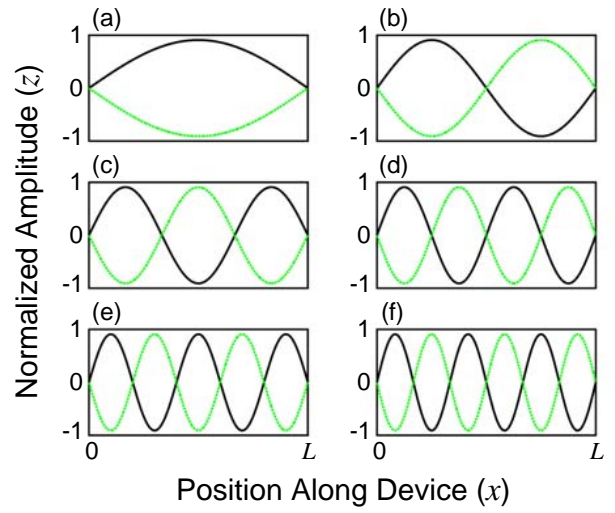 (a) (b)
1 1
0 0
-1 -1
(c) (d)
1 1
0 0
-1 -1
(e) (f)
1 1
0 0
-1 -1
0 L 0 L
Normalized Amplitude (z)
Position Along Device (x)